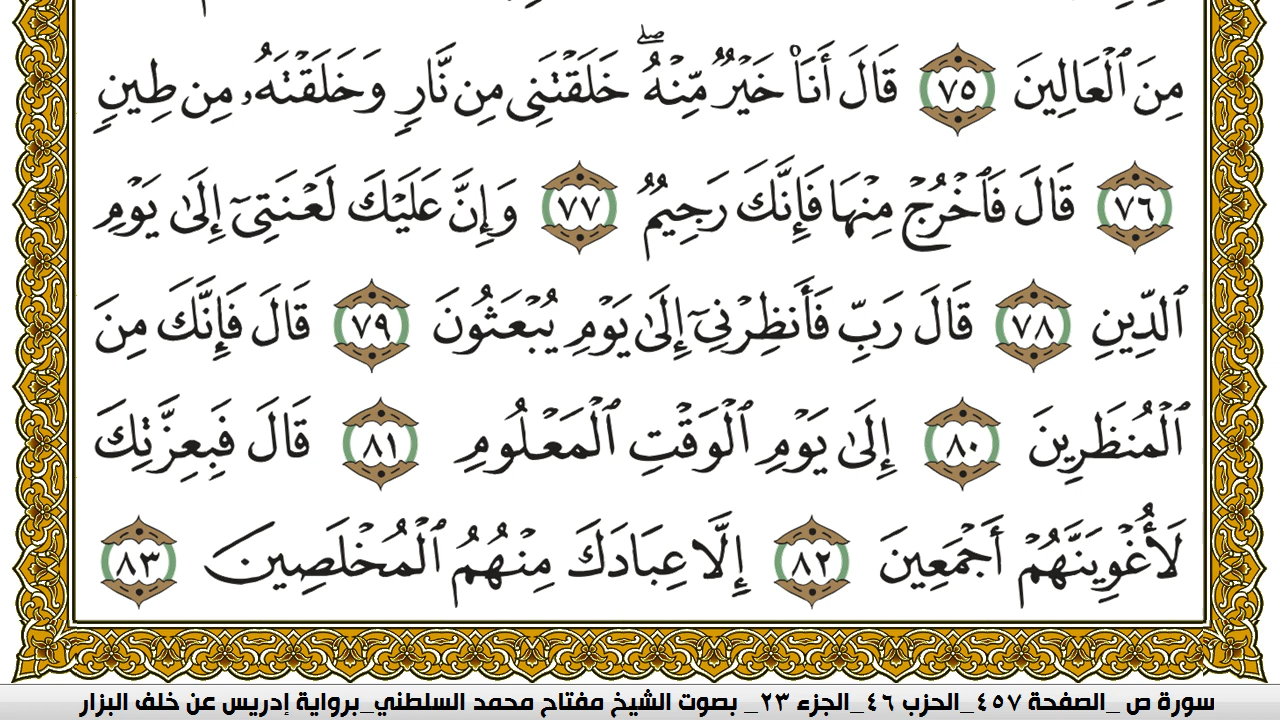 مِنَ ٱلْعَالِينَ ٧٥ قَالَ أَنَا۠ خَيْرٌ مِّنْهُ ۖ خَلَقْتَنِى مِن نَّارٍ وَخَلَقْتَهُۥ مِن طِينٍ
٧٦ قَالَ فَٱخْرُجْ مِنْهَا فَإِنَّكَ رَجِيمٌ ٧٧ وَإِنَّ عَلَيْكَ لَعْنَتِىٓ إِلَىٰ يَوْمِ
ٱلدِّينِ ٧٨ قَالَ رَبِّ فَأَنظِرْنِىٓ إِلَىٰ يَوْمِ يُبْعَثُونَ ٧٩ قَالَ فَإِنَّكَ مِنَ
ٱلْمُنظَرِينَ ٨٠ إِلَىٰ يَوْمِ ٱلْوَقْتِ ٱلْمَعْلُومِ ٨١ قَالَ فَبِعِزَّتِكَ
لَأُغْوِيَنَّهُمْ أَجْمَعِينَ ٨٢ إِلَّا عِبَادَكَ مِنْهُمُ ٱلْمُخْلَصِينَ ٨٣
سورة ص _الصفحة ٤٥٧_الحزب ٤٦_الجزء ٢٣_ بصوت الشيخ مفتاح محمد السلطني_برواية إدريس عن خلف البزار